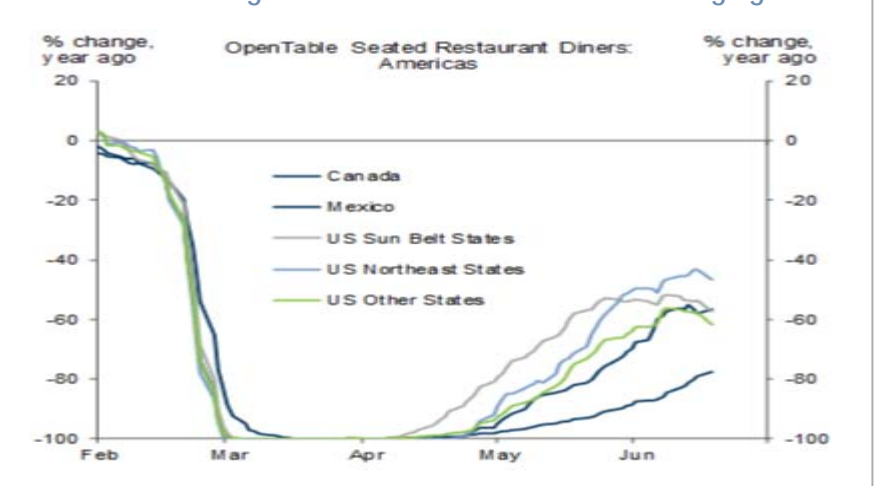 % change,
year ago
OpenTable Seated Restaurant Diners:
Americas
% change,
year ago
20
20
0
0
-20
-20
-40
-40
-60
-60
-80
-80
-100
-100
Canada
Mexico
US Sun Belt States
US Northeast States
US Other States
Feb
Mar
Apr
May
Jun